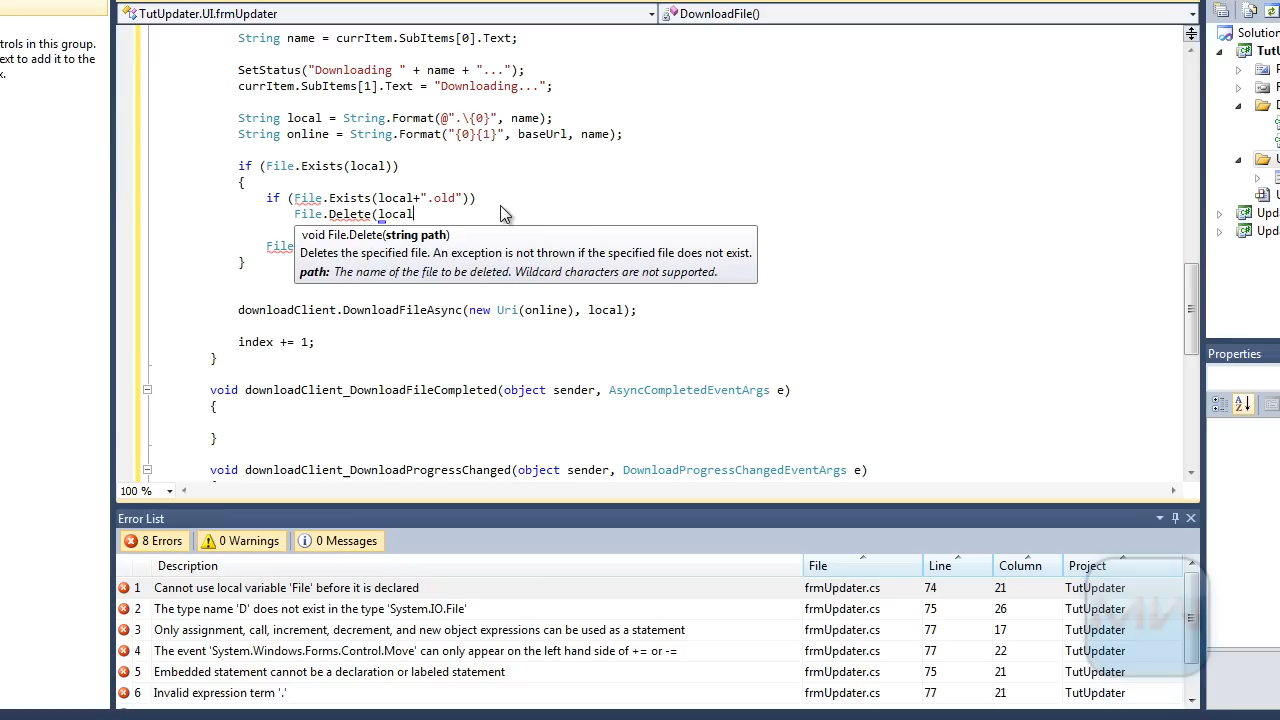 TutUpdater.UI.frmUpdater
DownloadFile()
trols in this group.
ext to add it to the
x.
String name = currItem.SubItems[0].Text;
SetStatus("Downloading " + name + "...");
currItem.SubItems[1].Text = "Downloading...";
String local = String.Format(@".\{0}", name);
String online = String.Format("{0}{1}", baseUrl, name);
if (File.Exists(local))
{
if (File.Exists(local+".old"))
File.Delete(local
void File.Delete(string path)
Deletes the specified file. An exception is not thrown if the specified file does not exist.
path: The name of the file to be deleted. Wildcard characters are not supported.
File
}
downloadClient.DownloadFileAsync(new Uri(online), local);
index += 1;
}
void downloadClient_DownloadFileCompleted(object sender, AsyncCompletedEventArgs e)
{
}
void downloadClient_DownloadProgressChanged(object sender, DownloadProgressChangedEventArgs e)
100 %
Solution
TutU
Upda
Upda
Properties
Error List
8 Errors
0 Warnings
0 Messages
Description File Line Column Project
1 Cannot use local variable 'File' before it is declared frmUpdater.cs 74 21 TutUpdater
2 The type name 'D' does not exist in the type 'System.IO.File' frmUpdater.cs 75 26 TutUpdater
3 Only assignment, call, increment, decrement, and new object expressions can be used as a statement frmUpdater.cs 77 17 TutUpdater
4 The event 'System.Windows.Forms.Control.Move' can only appear on the left hand side of += or -= frmUpdater.cs 77 22 TutUpdater
5 Embedded statement cannot be a declaration or labeled statement frmUpdater.cs 75 21 TutUpdater
6 Invalid expression term '.' frmUpdater.cs 77 21 TutUpdater